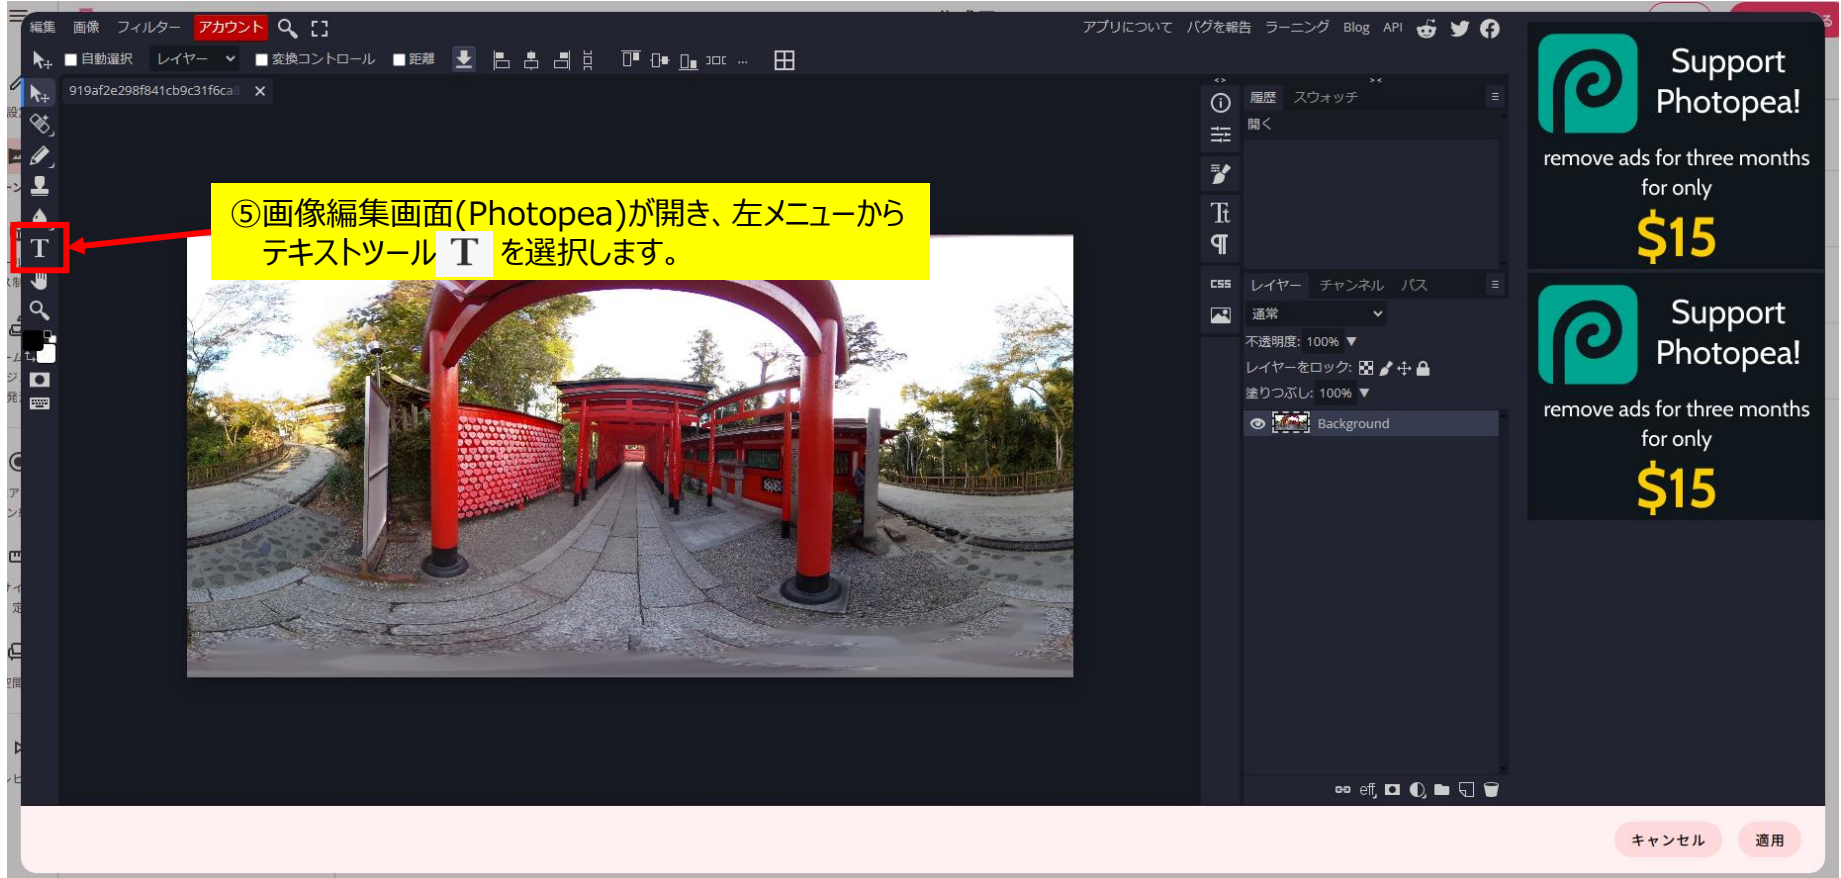 編集 画像 フィルター アカウント
アプリについて バグを報告 ラーニング Blog API
自動選択 レイヤー 変換コントロール 距離
919af2e298f841cb9c31f6ca8
履歴 スウォッチ
開く
⑤画像編集画面(Photopea)が開き、左メニューから
テキストツール T を選択します。
T
CSS
レイヤー チャンネル パス
通常
不透明度: 100%
レイヤーをロック:
塗りつぶし: 100%
Background
eff
Support
Photopea!
remove ads for three months
for only
$15
Support
Photopea!
remove ads for three months
for only
$15
キャンセル 適用